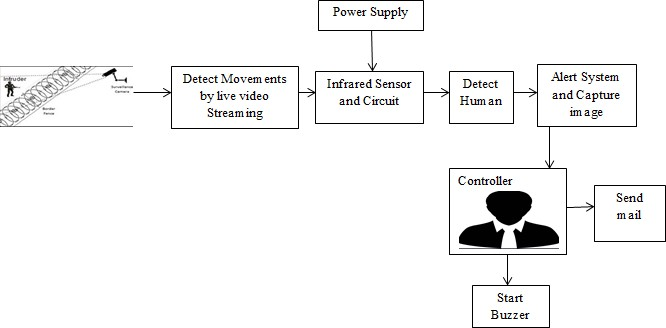 Power Supply
Intruder
Surveillance
Camera
Border
Fence
Detect Movements
by live video
Streaming
Infrared Sensor
and Circuit
Detect
Human
Alert System
and Capture
image
Controller
Send
mail
Start
Buzzer